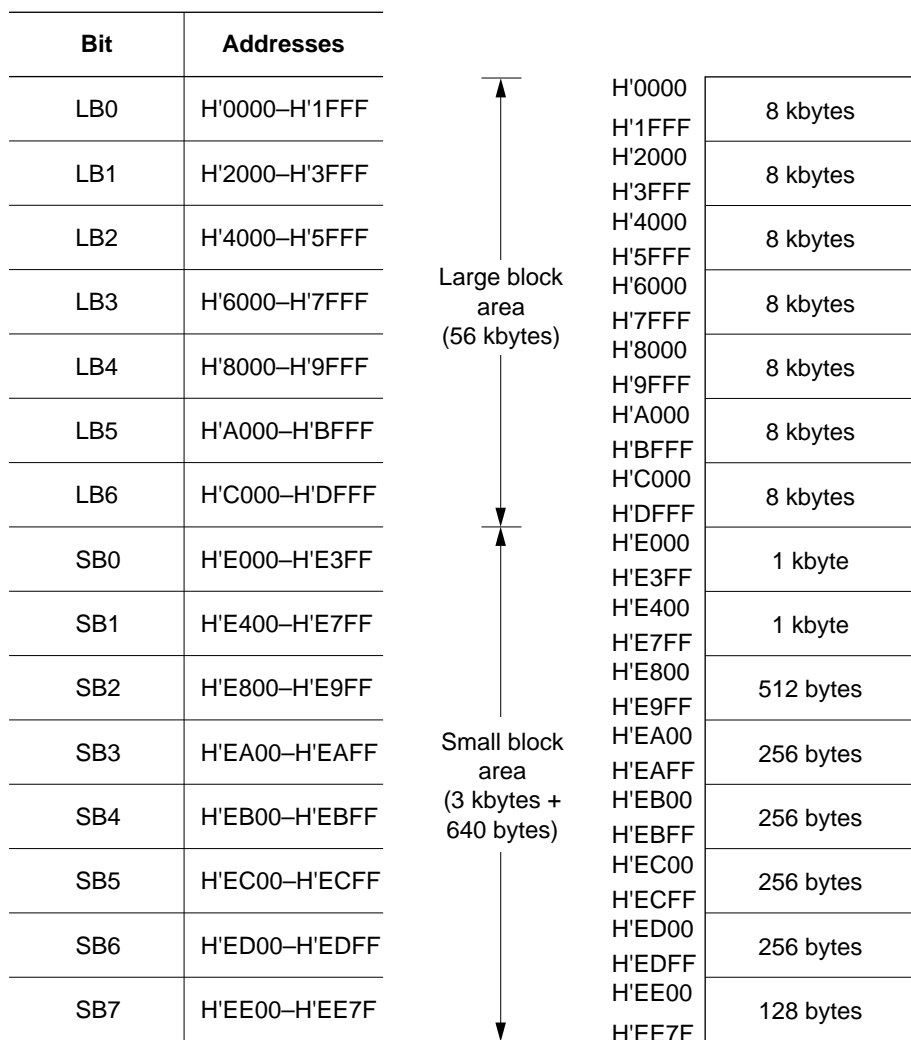 Bit Addresses
LB0 H'0000–H'1FFF
LB1 H'2000–H'3FFF
LB2 H'4000–H'5FFF
LB3 H'6000–H'7FFF
LB4 H'8000–H'9FFF
LB5 H'A000–H'BFFF
LB6 H'C000–H'DFFF
SB0 H'E000–H'E3FF
SB1 H'E400–H'E7FF
SB2 H'E800–H'E9FF
SB3 H'EA00–H'EAFF
SB4 H'EB00–H'EBFF
SB5 H'EC00–H'ECFF
SB6 H'ED00–H'EDFF
SB7 H'EE00–H'EE7F
Large block
area
(56 kbytes)
Small block
area
(3 kbytes +
640 bytes)
H'0000
8 kbytes
H'1FFF
H'2000
8 kbytes
H'3FFF
H'4000
8 kbytes
H'5FFF
H'6000
8 kbytes
H'7FFF
H'8000
8 kbytes
H'9FFF
H'A000
8 kbytes
H'BFFF
H'C000
8 kbytes
H'DFFF
H'E000
1 kbyte
H'E3FF
H'E400
1 kbyte
H'E7FF
H'E800
512 bytes
H'E9FF
H'EA00
256 bytes
H'EAFF
H'EB00
256 bytes
H'EBFF
H'EC00
256 bytes
H'ECFF
H'ED00
256 bytes
H'EDFF
H'EE00
128 bytes
H'EE7F